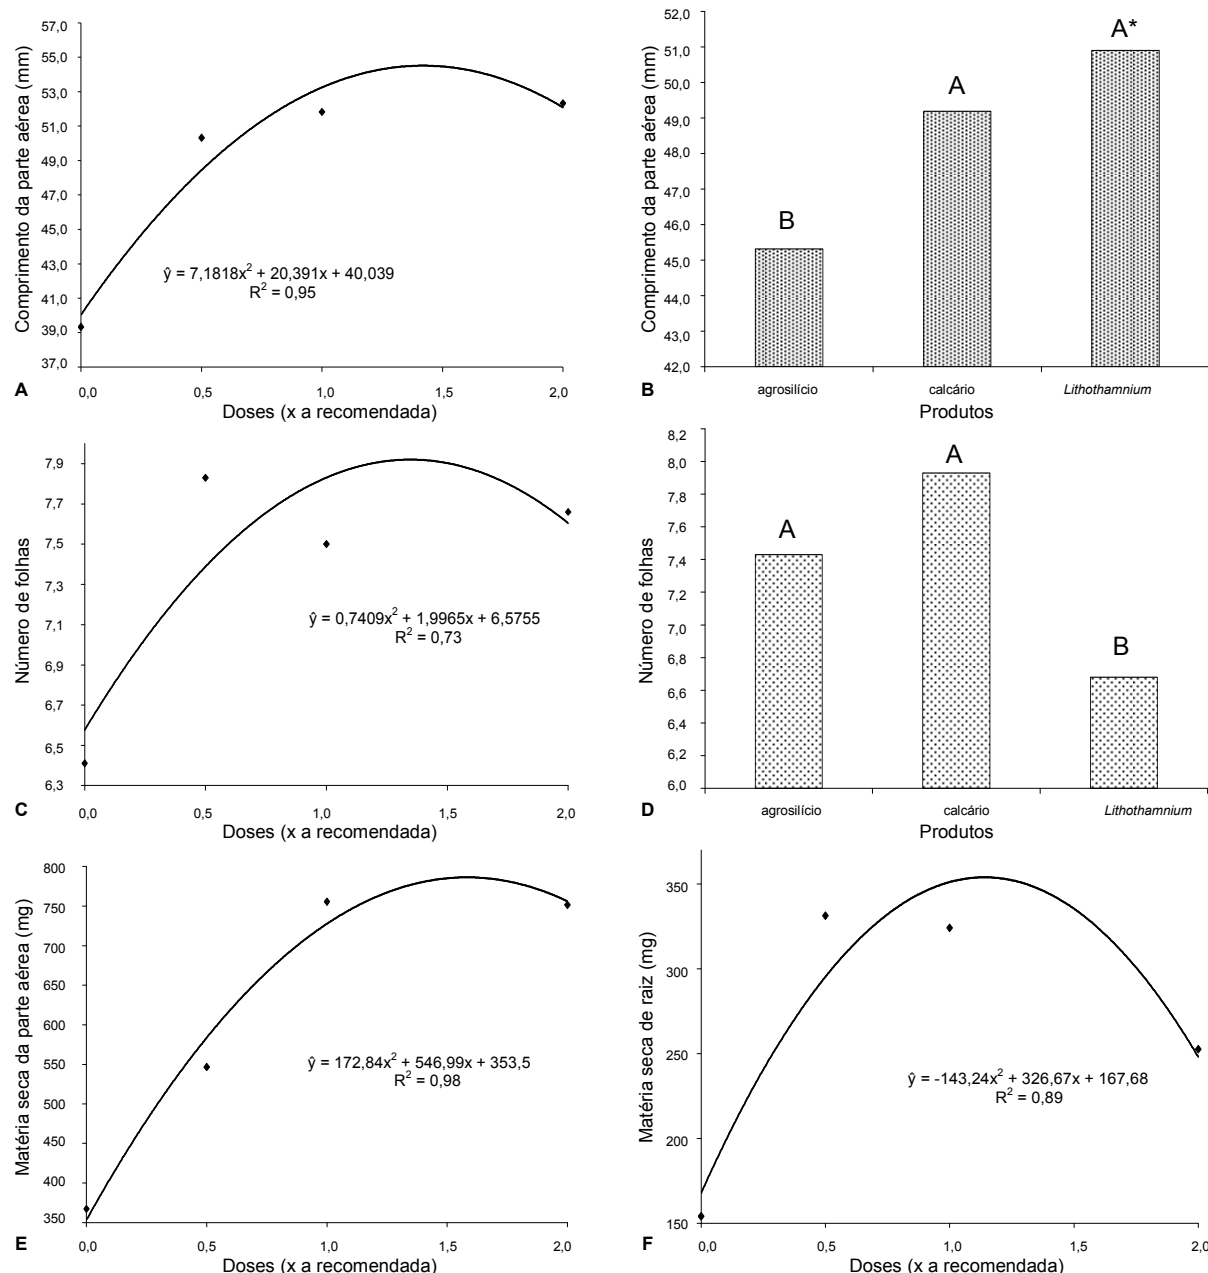 57,0
55,0
53,0
51,0
49,0
47,0
45,0
43,0
41,0
39,0
37,0
Comprimento da parte aérea (mm)
ŷ = 7,1818x² + 20,391x + 40,039
R² = 0,95
0,0 0,5 1,0 1,5 2,0
A
Doses (x a recomendada)
52,0
51,0
50,0
49,0
48,0
47,0
46,0
45,0
44,0
43,0
42,0
Comprimento da parte aérea (mm)
B
A
A*
agrosilício calcário Lithothamnium
B
Produtos
7,9
7,7
7,5
7,3
7,1
6,9
6,7
6,5
6,3
Número de folhas
ŷ = 0,7409x² + 1,9965x + 6,5755
R² = 0,73
0,0 0,5 1,0 1,5 2,0
C
Doses (x a recomendada)
8,2
8,0
7,8
7,6
7,4
7,2
7,0
6,8
6,6
6,4
6,2
6,0
Número de folhas
A
A
B
agrosilício calcário Lithothamnium
D
Produtos
800
750
700
650
600
550
500
450
400
350
Matéria seca da parte aérea (mg)
ŷ = 172,84x² + 546,99x + 353,5
R² = 0,98
0,0 0,5 1,0 1,5 2,0
E
Doses (x a recomendada)
350
300
250
200
150
Matéria seca de raiz (mg)
ŷ = -143,24x² + 326,67x + 167,68
R² = 0,89
0,0 0,5 1,0 1,5 2,0
F
Doses (x a recomendada)